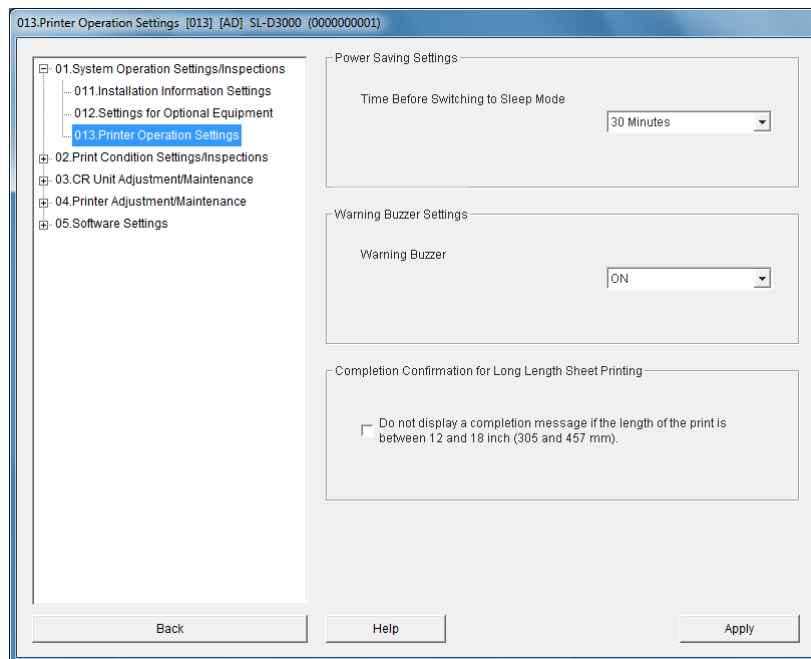 013.Printer Operation Settings [013] [AD] SL-D3000 (0000000001)
01.System Operation Settings/Inspections
011.Installation Information Settings
012.Settings for Optional Equipment
013.Printer Operation Settings
02.Print Condition Settings/Inspections
03.CR Unit Adjustment/Maintenance
04.Printer Adjustment/Maintenance
05.Software Settings
Power Saving Settings
Time Before Switching to Sleep Mode
30 Minutes
Warning Buzzer Settings
Warning Buzzer
ON
Completion Confirmation for Long Length Sheet Printing
Do not display a completion message if the length of the print is
between 12 and 18 inch (305 and 457 mm).
Back
Help
Apply